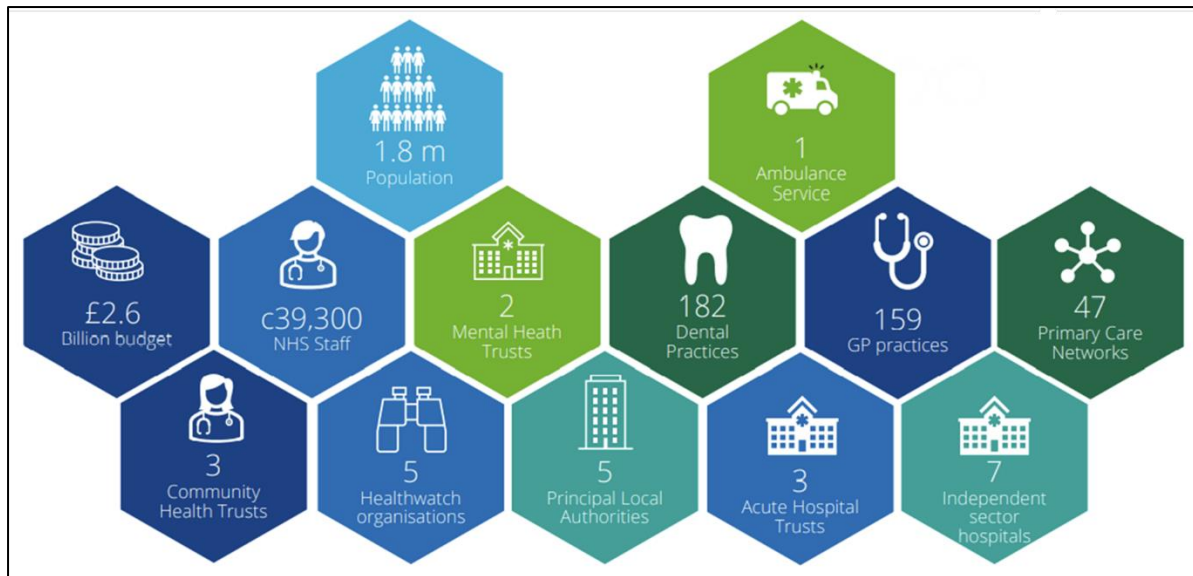 1.8 m
Population
1
Ambulance
Service
£2.6
Billion budget
c39,300
NHS Staff
2
Mental Heath
Trusts
182
Dental
Practices
159
GP practices
47
Primary Care
Networks
3
Community
Health Trusts
5
Healthwatch
organisations
5
Principal Local
Authorities
3
Acute Hospital
Trusts
7
Independent
sector
hospitals